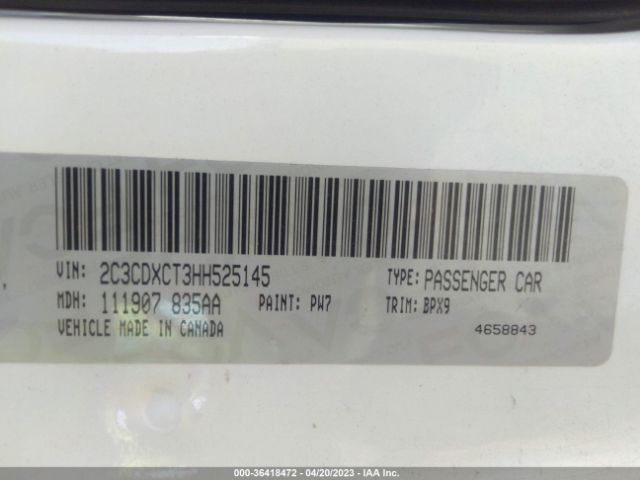 VIN: 2C3CDXCT3HH525145 TYPE: PASSENGER CAR
MDH: 111907 835AA PAINT: PW7 TRIM: BPX9
VEHICLE MADE IN CANADA 4658843
000-36418472 - 04/20/2023 - IAA Inc.